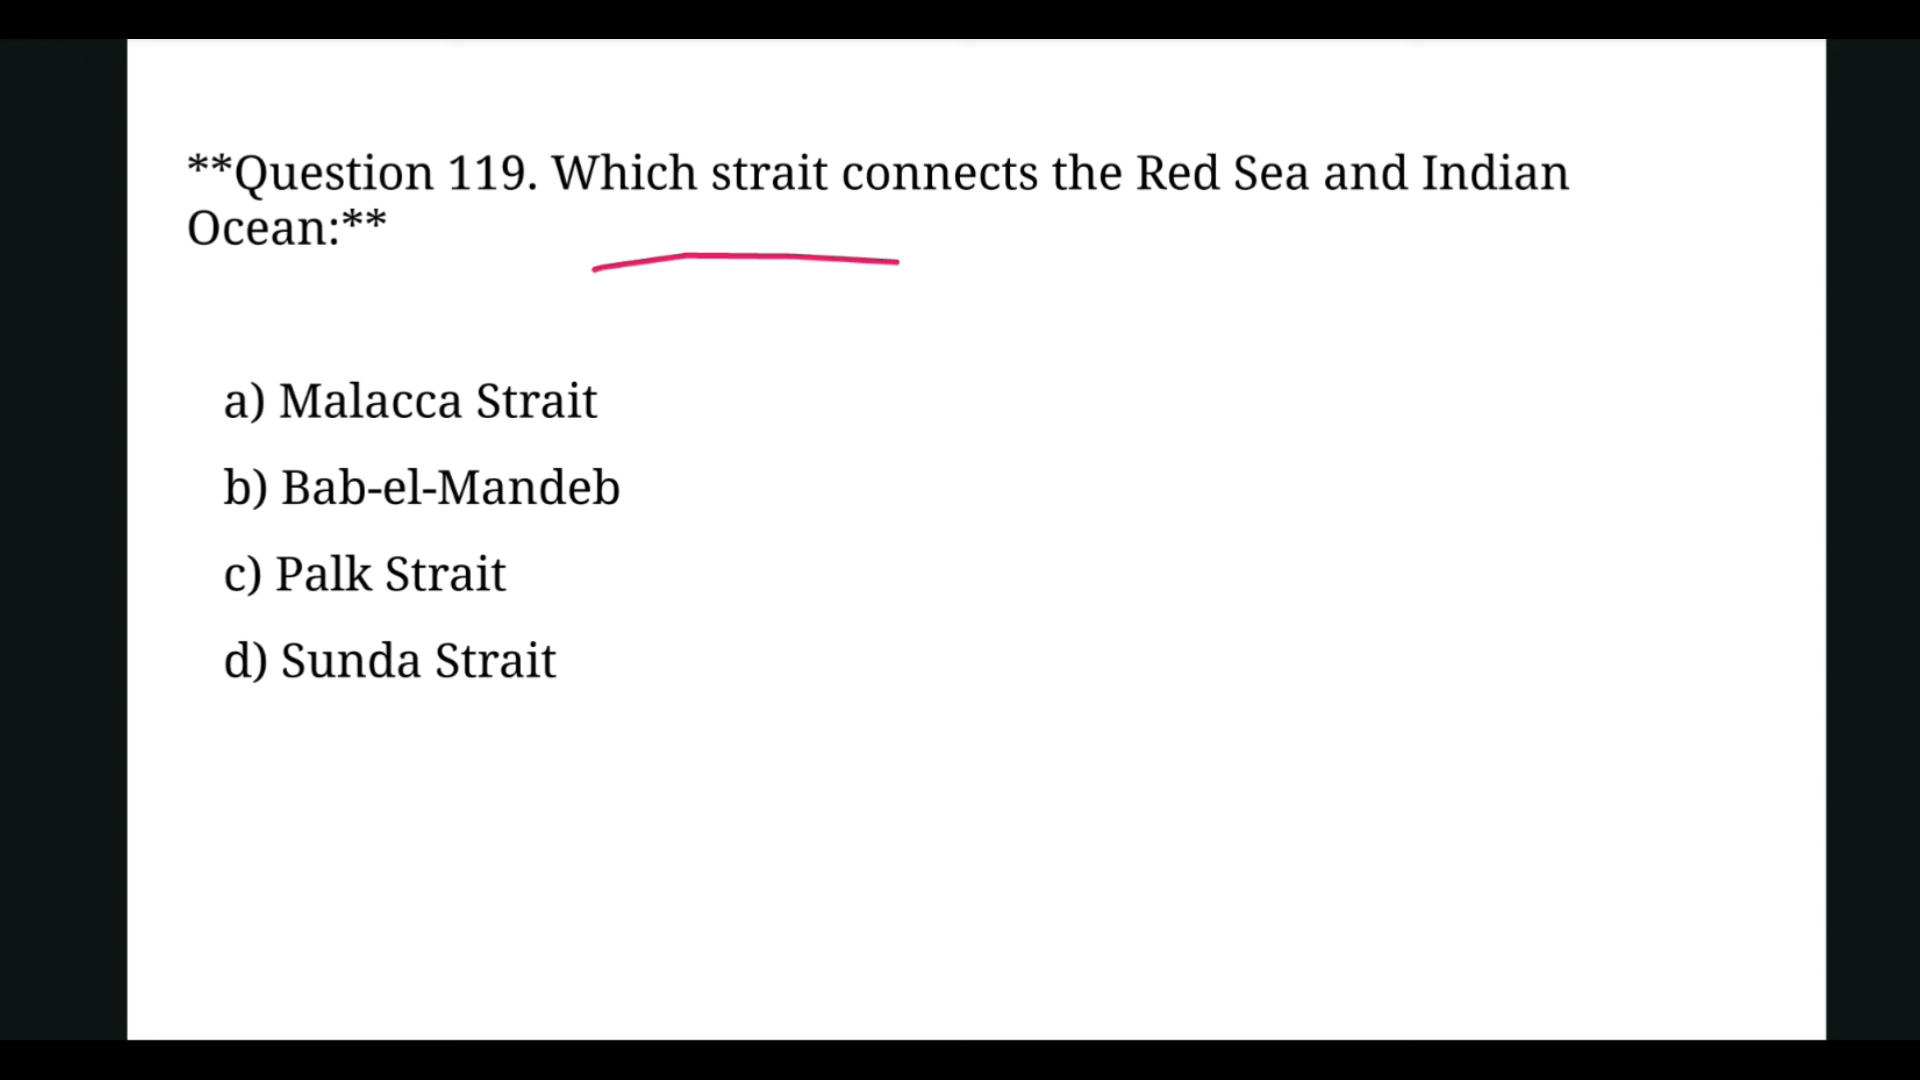 **Question 119. Which strait connects the Red Sea and Indian
Ocean:**
a) Malacca Strait
b) Bab-el-Mandeb
c) Palk Strait
d) Sunda Strait